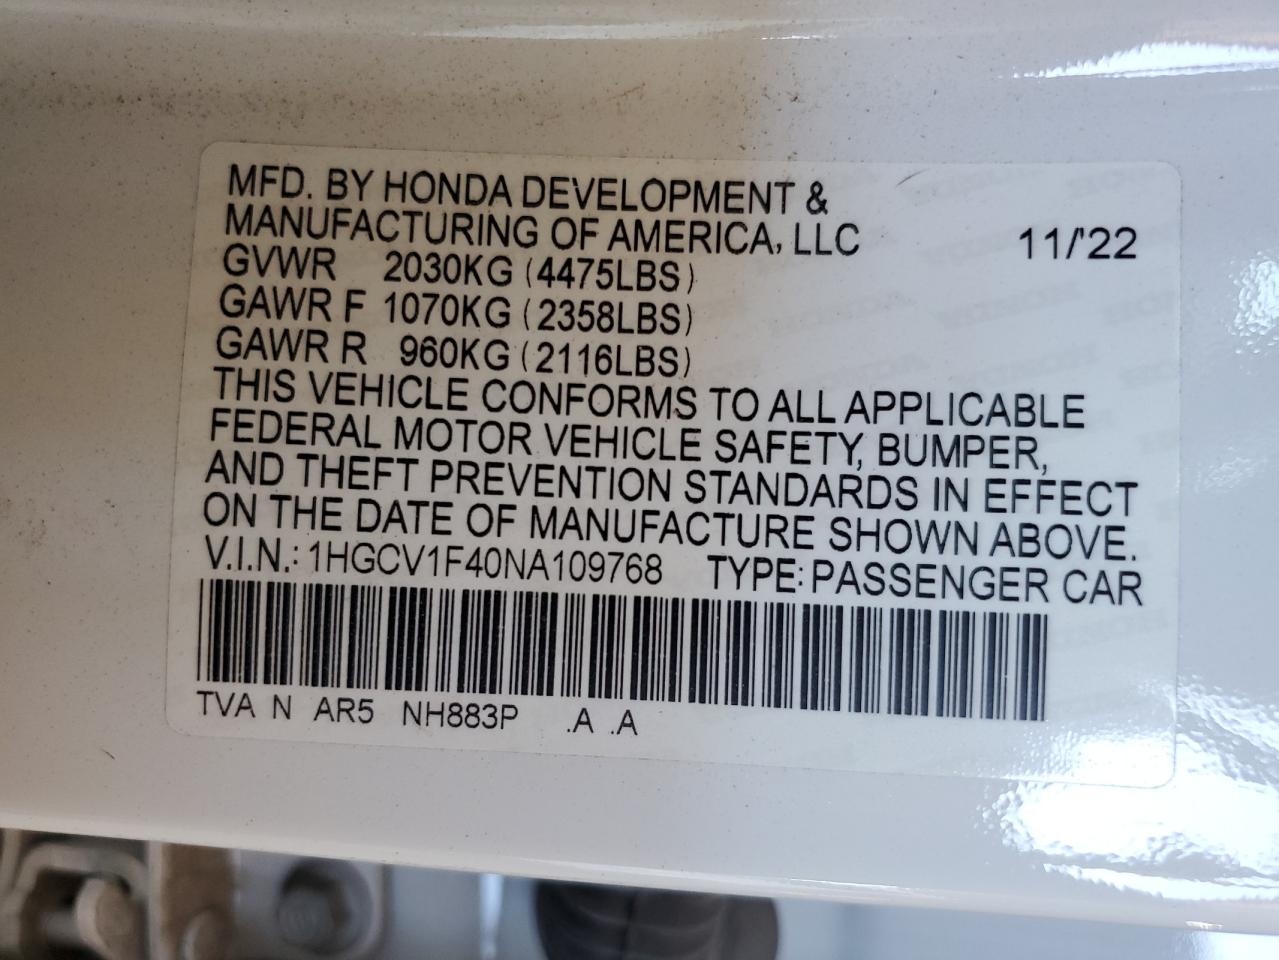 MFD. BY HONDA DEVELOPMENT &
MANUFACTURING OF AMERICA, LLC 11/'22
GVWR 2030KG (4475LBS)
GAWR F 1070KG (2358LBS)
GAWR R 960KG (2116LBS)
THIS VEHICLE CONFORMS TO ALL APPLICABLE
FEDERAL MOTOR VEHICLE SAFETY, BUMPER,
AND THEFT PREVENTION STANDARDS IN EFFECT
ON THE DATE OF MANUFACTURE SHOWN ABOVE.
V.I.N.: 1HGCV1F40NA109768 TYPE: PASSENGER CAR
TVA N AR5 NH883P .A .A